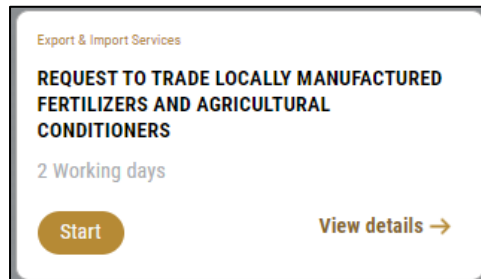 Export & Import Services
REQUEST TO TRADE LOCALLY MANUFACTURED
FERTILIZERS AND AGRICULTURAL
CONDITIONERS
2 Working days
Start
View details →